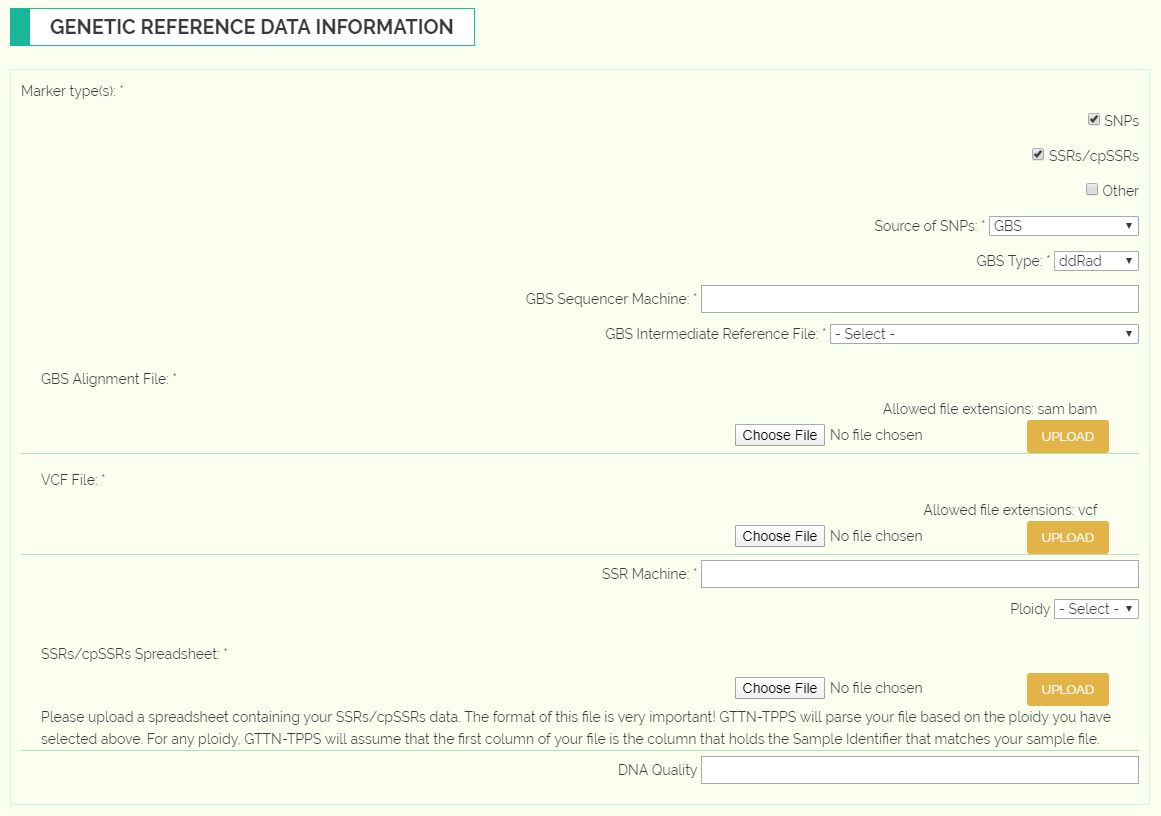 GENETIC REFERENCE DATA INFORMATION
Marker type(s): *
SNPs
SSRs/cpSSRs
Other
Source of SNPs: * GBS
GBS Type: * ddRad
GBS Sequencer Machine: *
GBS Intermediate Reference File: * - Select -
GBS Alignment File: *
Allowed file extensions: sam bam
Choose File No file chosen UPLOAD
VCF File: *
Allowed file extensions: vcf
Choose File No file chosen UPLOAD
SSR Machine: *
Ploidy - Select -
SSRs/cpSSRs Spreadsheet: *
Choose File No file chosen UPLOAD
Please upload a spreadsheet containing your SSRs/cpSSRs data. The format of this file is very important! GTTN-TPPS will parse your file based on the ploidy you have
selected above. For any ploidy, GTTN-TPPS will assume that the first column of your file is the column that holds the Sample Identifier that matches your sample file.
DNA Quality